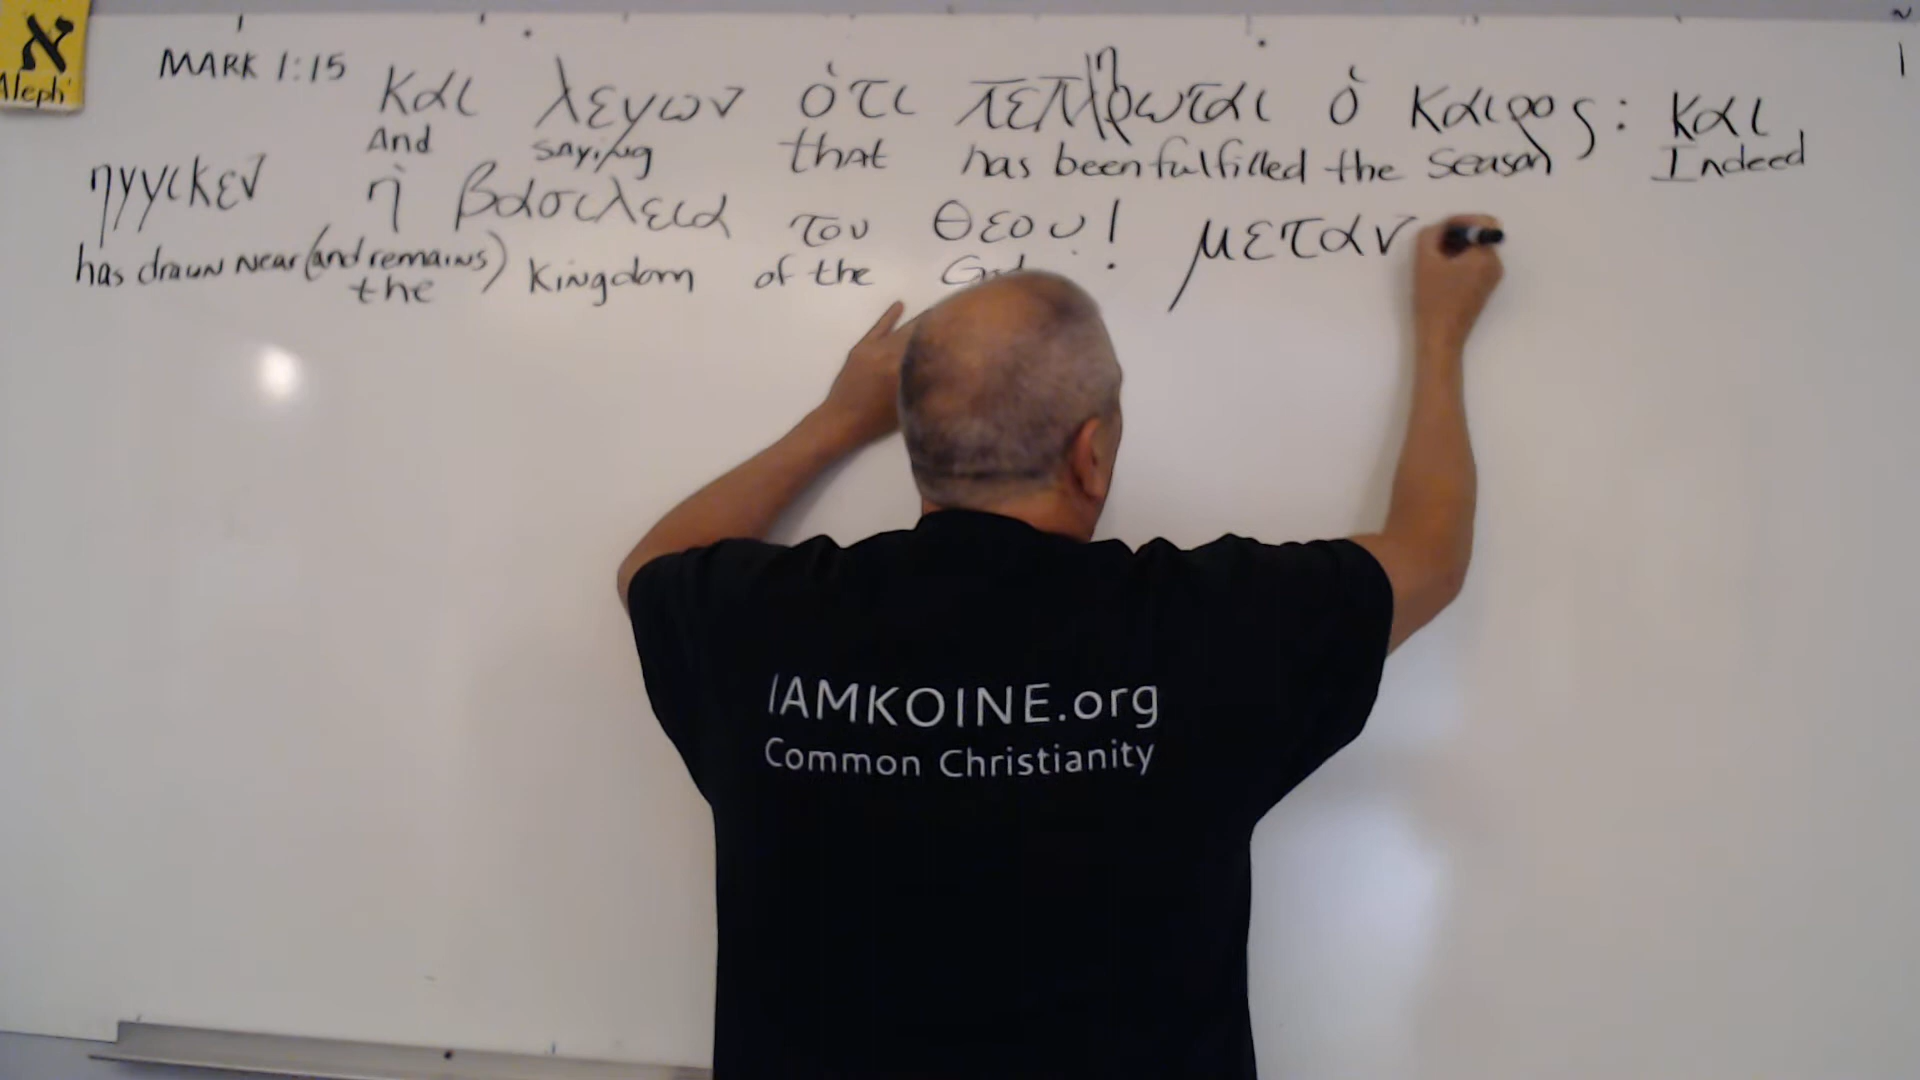 א
Aleph
MARK 1:15
και λεγων ὁτι πεπληρωται ὁ καιρος: και
And saying that has been fulfilled the Season Indeed
ηγγικεν ἡ βασιλεια του θεου! μεταν
has drawn near (and remains) the Kingdom of the God !
IAMKOINE.org
Common Christianity